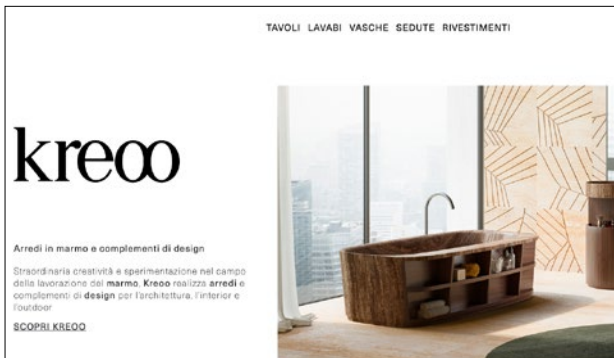 TAVOLI LAVABI VASCHE SEDUTE RIVESTIMENTI
kreoo
Arredi in marmo e complementi di design
Straordinaria creatività e sperimentazione nel campo
della lavorazione del marmo, Kreoo realizza arredi e
complementi di design per l'architettura, l'interior e
l'outdoor
SCOPRI KREOO